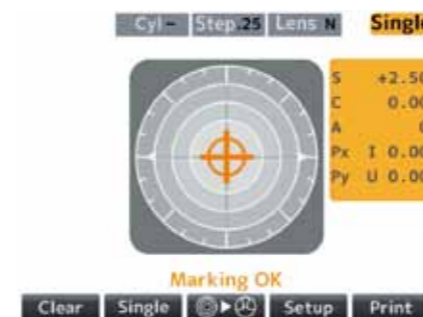 Cyl - Step .25 Lens N Single
S +2.50
C 0.00
A 0
Px I 0.00
Py U 0.00
Marking OK
Clear Single Setup Print